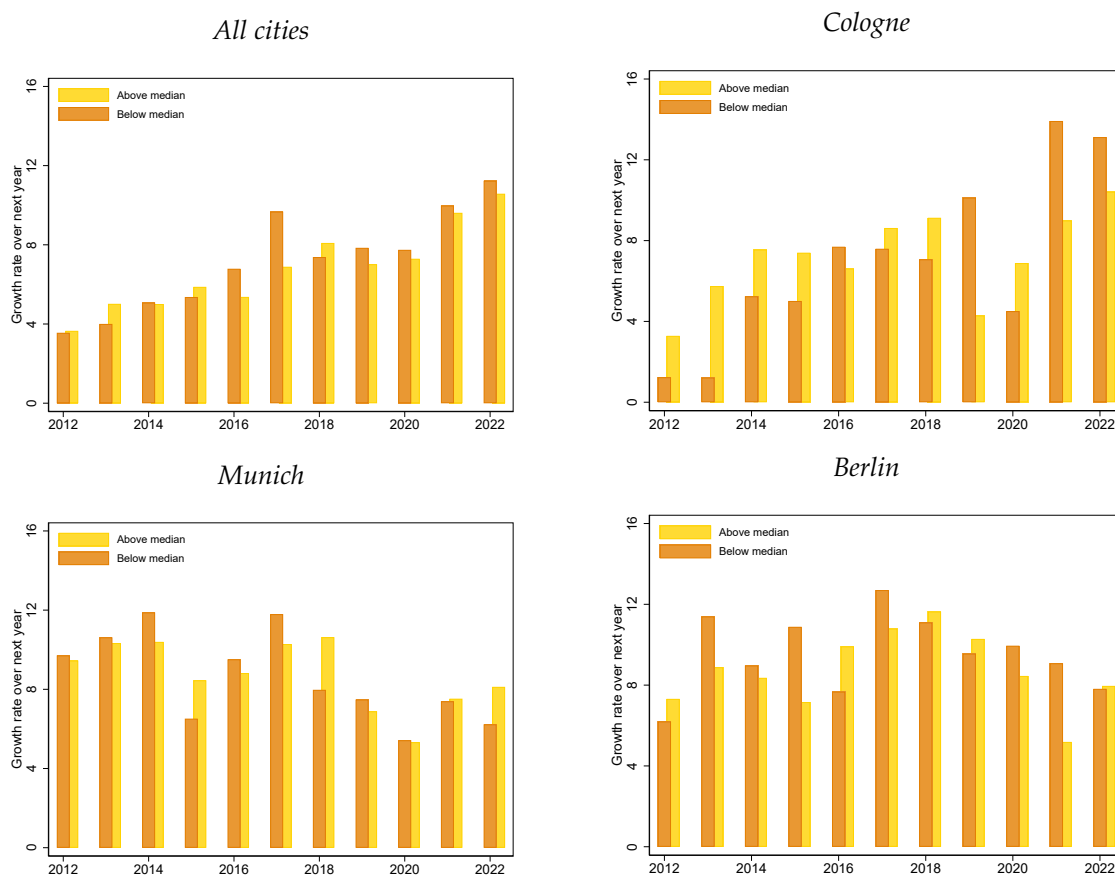 All cities
Growth rate over next year
16
12
8
4
0
Above median
Below median
2012 2014 2016 2018 2020 2022
Cologne
Growth rate over next year
16
12
8
4
0
Above median
Below median
2012 2014 2016 2018 2020 2022
Munich
Growth rate over next year
16
12
8
4
0
Above median
Below median
2012 2014 2016 2018 2020 2022
Berlin
Growth rate over next year
16
12
8
4
0
Above median
Below median
2012 2014 2016 2018 2020 2022